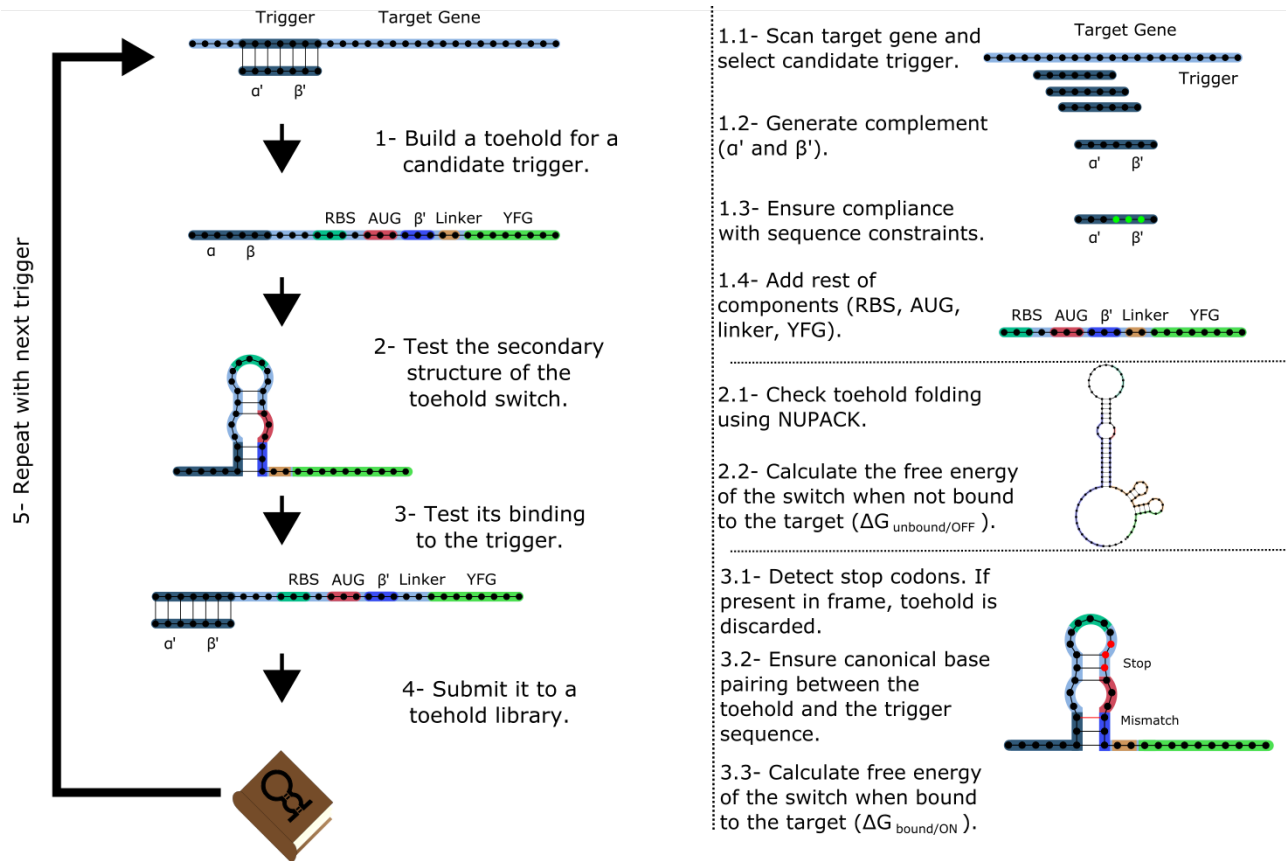 Trigger Target Gene
α' β'
1- Build a toehold for a
candidate trigger.
RBS AUG β' Linker YFG
α β
2- Test the secondary
structure of the
toehold switch.
3- Test its binding
to the trigger.
RBS AUG β' Linker YFG
α' β'
4- Submit it to a
toehold library.
5- Repeat with next trigger
1.1- Scan target gene and
select candidate trigger.
Target Gene
Trigger
1.2- Generate complement
(α' and β').
α' β'
1.3- Ensure compliance
with sequence constraints.
α' β'
1.4- Add rest of
components (RBS, AUG,
linker, YFG).
RBS AUG β' Linker YFG
2.1- Check toehold folding
using NUPACK.
2.2- Calculate the free energy
of the switch when not bound
to the target (ΔG unbound/OFF ).
3.1- Detect stop codons. If
present in frame, toehold is
discarded.
3.2- Ensure canonical base
pairing between the
toehold and the trigger
sequence.
3.3- Calculate free energy
of the switch when bound
to the target (ΔG bound/ON ).
Stop
Mismatch